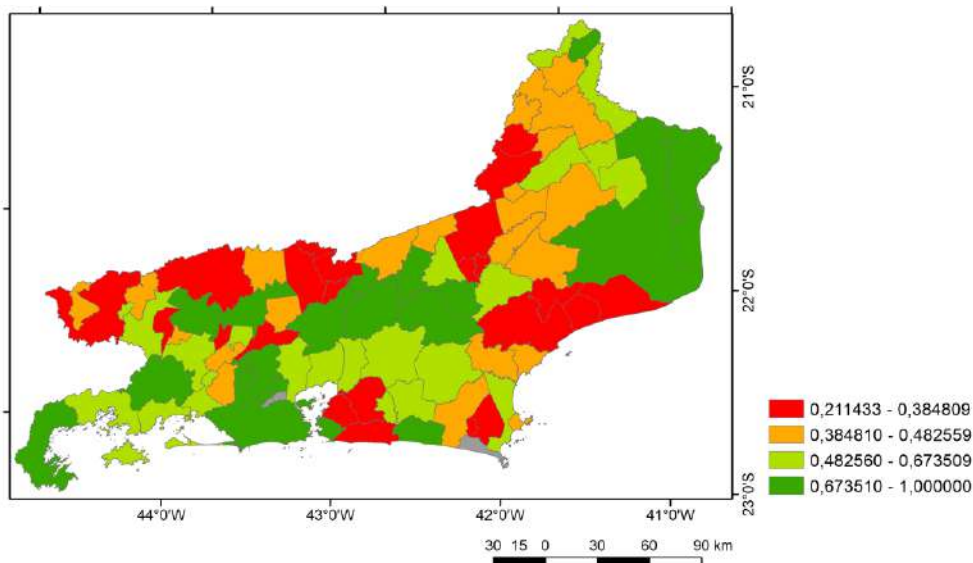 21°0'S
22°0'S
0,211433 - 0,384809
0,384810 - 0,482559
0,482560 - 0,673509
0,673510 - 1,000000
23°0'S
44°0'W 43°0'W 42°0'W 41°0'W
30 15 0 30 60 90 km